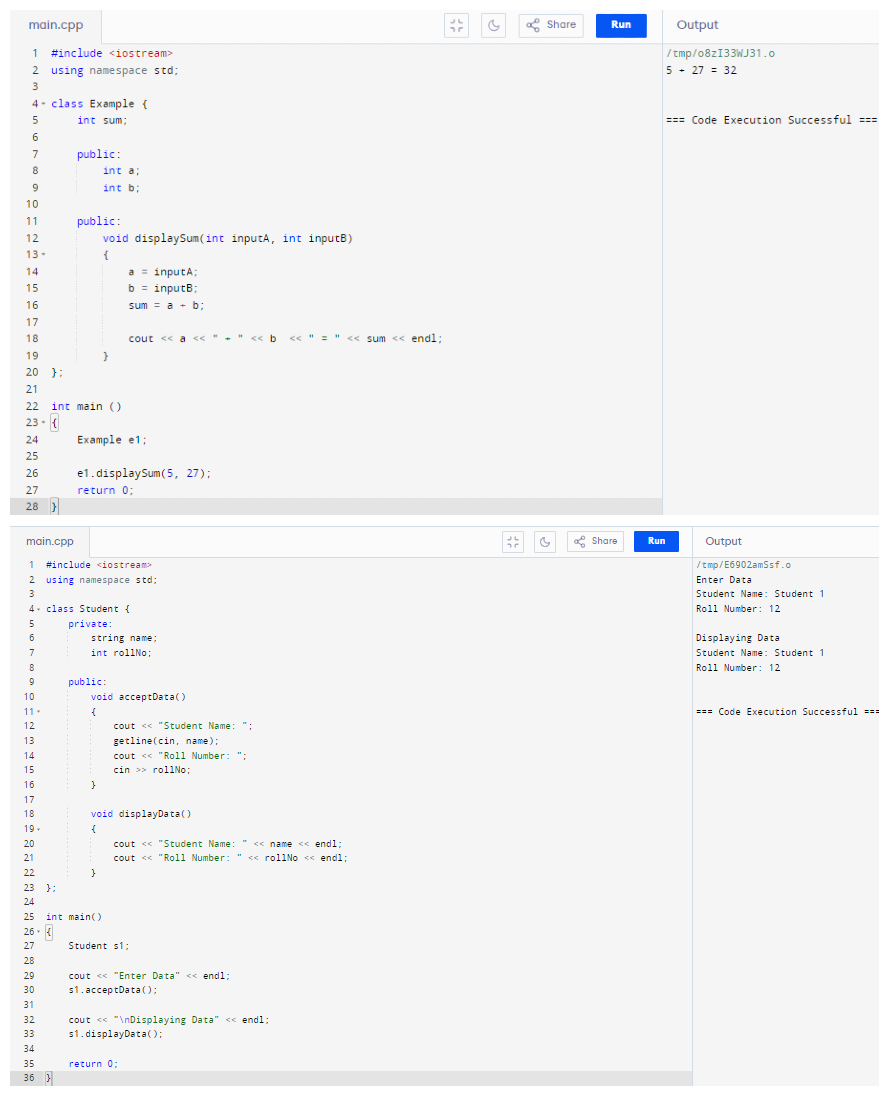 main.cpp Share Run Output
1 #include <iostream> /tmp/o8zI33WJ31.o
2 using namespace std; 5 + 27 = 32
3
4 class Example {
5 int sum; === Code Execution Successful ===
6
7 public:
8 int a;
9 int b;
10
11 public:
12 void displaySum(int inputA, int inputB)
13 {
14 a = inputA;
15 b = inputB;
16 sum = a + b;
17
18 cout << a << " + " << b  << " = " << sum << endl;
19 }
20 };
21
22 int main ()
23 {
24 Example e1;
25
26 e1.displaySum(5, 27);
27 return 0;
28 }
main.cpp Share Run Output
1 #include <iostream> /tmp/E69O2amSsf.o
2 using namespace std; Enter Data
3 Student Name: Student 1
4 class Student { Roll Number: 12
5 private:
6 string name; Displaying Data
7 int rollNo; Student Name: Student 1
8 Roll Number: 12
9 public:
10 void acceptData()
11 { === Code Execution Successful ===
12 cout << "Student Name: ";
13 getline(cin, name);
14 cout << "Roll Number: ";
15 cin >> rollNo;
16 }
17
18 void displayData()
19 {
20 cout << "Student Name: " << name << endl;
21 cout << "Roll Number: " << rollNo << endl;
22 }
23 };
24
25 int main()
26 {
27 Student s1;
28
29 cout << "Enter Data" << endl;
30 s1.acceptData();
31
32 cout << "\nDisplaying Data" << endl;
33 s1.displayData();
34
35 return 0;
36 }